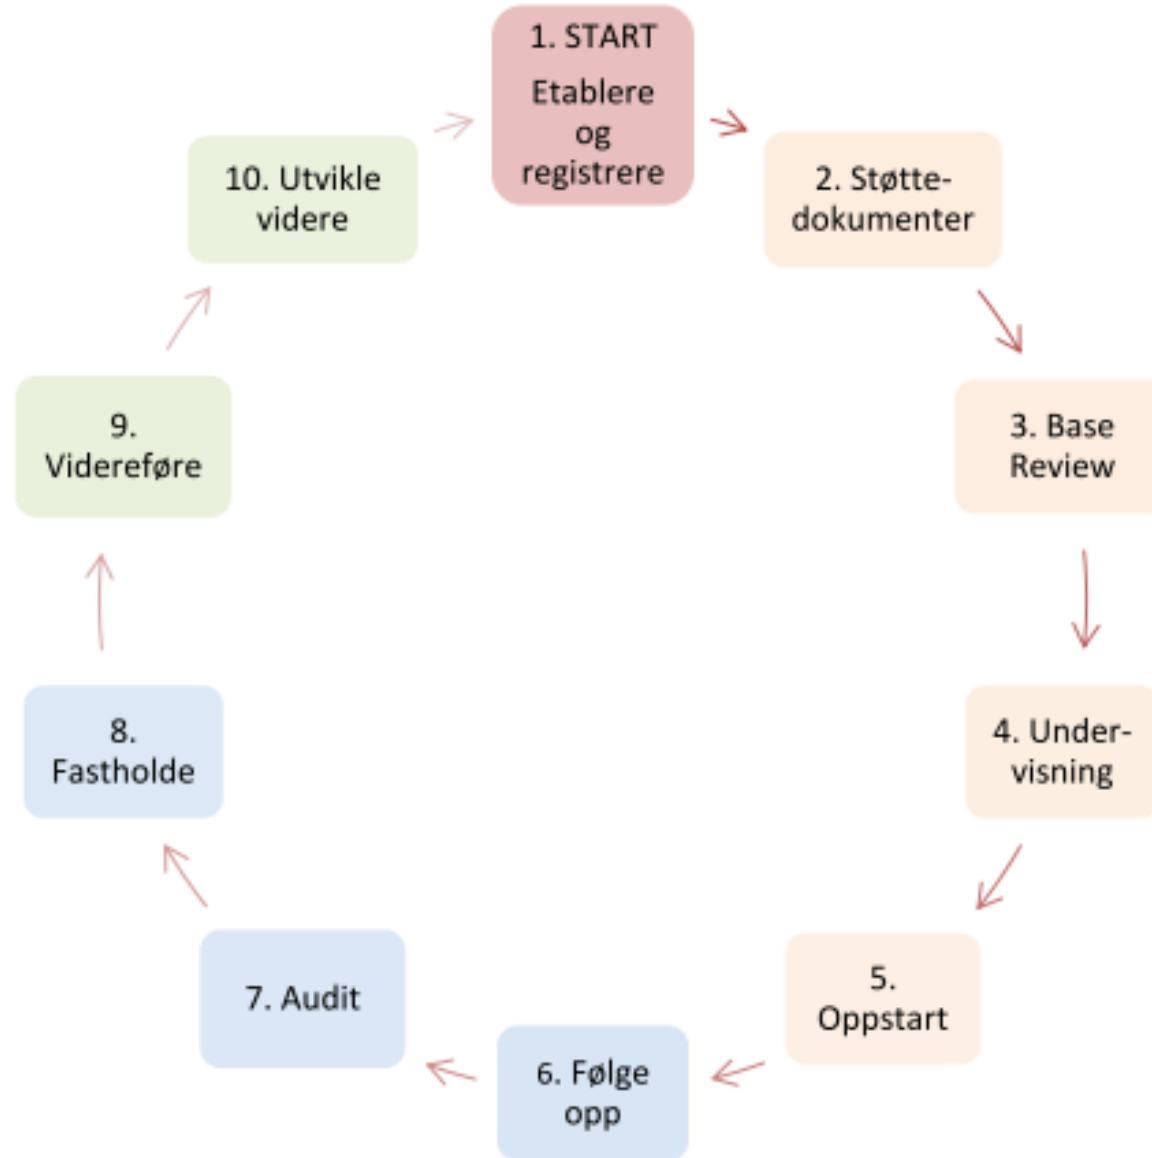 1. START
Etablere
og
registrere
2. Støtte-
dokumenter
3. Base
Review
4. Under-
visning
5.
Oppstart
6. Følge
opp
7. Audit
8.
Fastholde
9.
Videreføre
10. Utvikle
videre